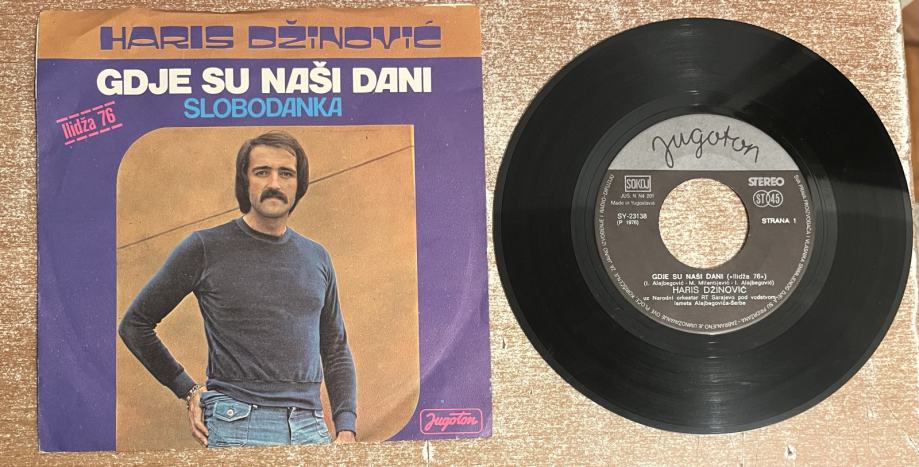 HARIS DŽINOVIĆ
GDJE SU NAŠI DANI
SLOBODANKA
Ilidža 76
Jugoton
Jugoton
SOKOJ
JUS. N. N4 201
Made in Yugoslavia
SY-23138
(P 1976)
STEREO
ST 45
STRANA 1
GDJE SU NAŠI DANI (»Ilidža 76«)
(I. Alajbegović - M. Milentijević - I. Alajbegović)
HARIS DŽINOVIĆ
uz Narodni orkestar RT Sarajevo pod vodstvom
Ismeta Alajbegovića-Šerbe